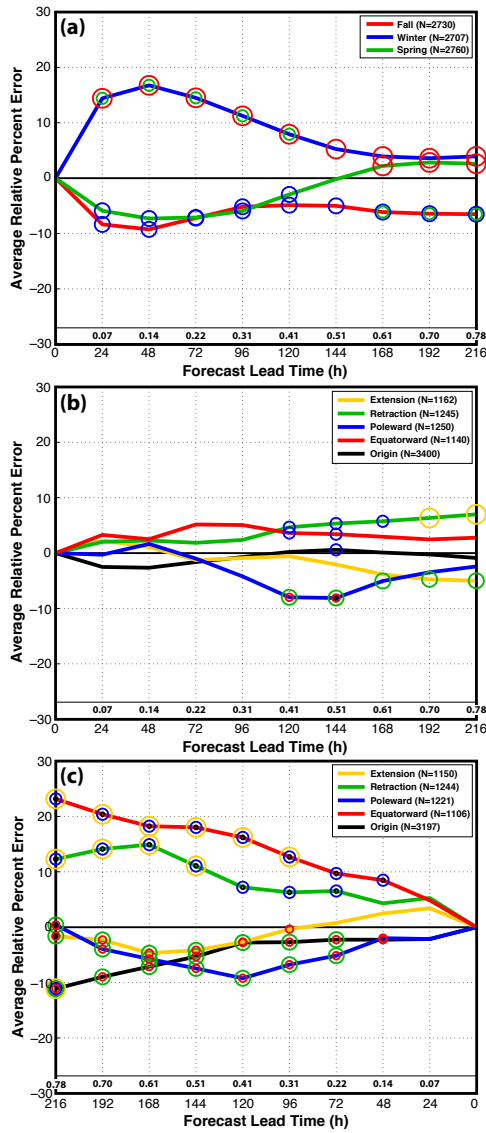 (a)
Fall (N=2730)
Winter (N=2707)
Spring (N=2760)
Average Relative Percent Error
30
20
10
0
−10
−20
−30
0.07 0.14 0.22 0.31 0.41 0.51 0.61 0.70 0.78
0 24 48 72 96 120 144 168 192 216
Forecast Lead Time (h)
(b)
Extension (N=1162)
Retraction (N=1245)
Poleward (N=1250)
Equatorward (N=1140)
Origin (N=3400)
Average Relative Percent Error
30
20
10
0
−10
−20
−30
0.07 0.14 0.22 0.31 0.41 0.51 0.61 0.70 0.78
0 24 48 72 96 120 144 168 192 216
Forecast Lead Time (h)
(c)
Extension (N=1150)
Retraction (N=1244)
Poleward (N=1221)
Equatorward (N=1106)
Origin (N=3197)
Average Relative Percent Error
30
20
10
0
−10
−20
−30
0.78 0.70 0.61 0.51 0.41 0.31 0.22 0.14 0.07
216 192 168 144 120 96 72 48 24 0
Forecast Lead Time (h)